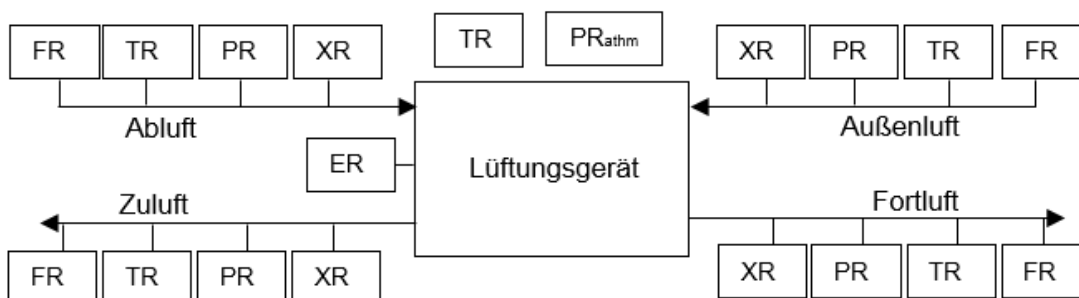 TR PRathm
FR TR PR XR
XR PR TR FR
Abluft
Außenluft
ER
Lüftungsgerät
Zuluft
Fortluft
FR TR PR XR
XR PR TR FR